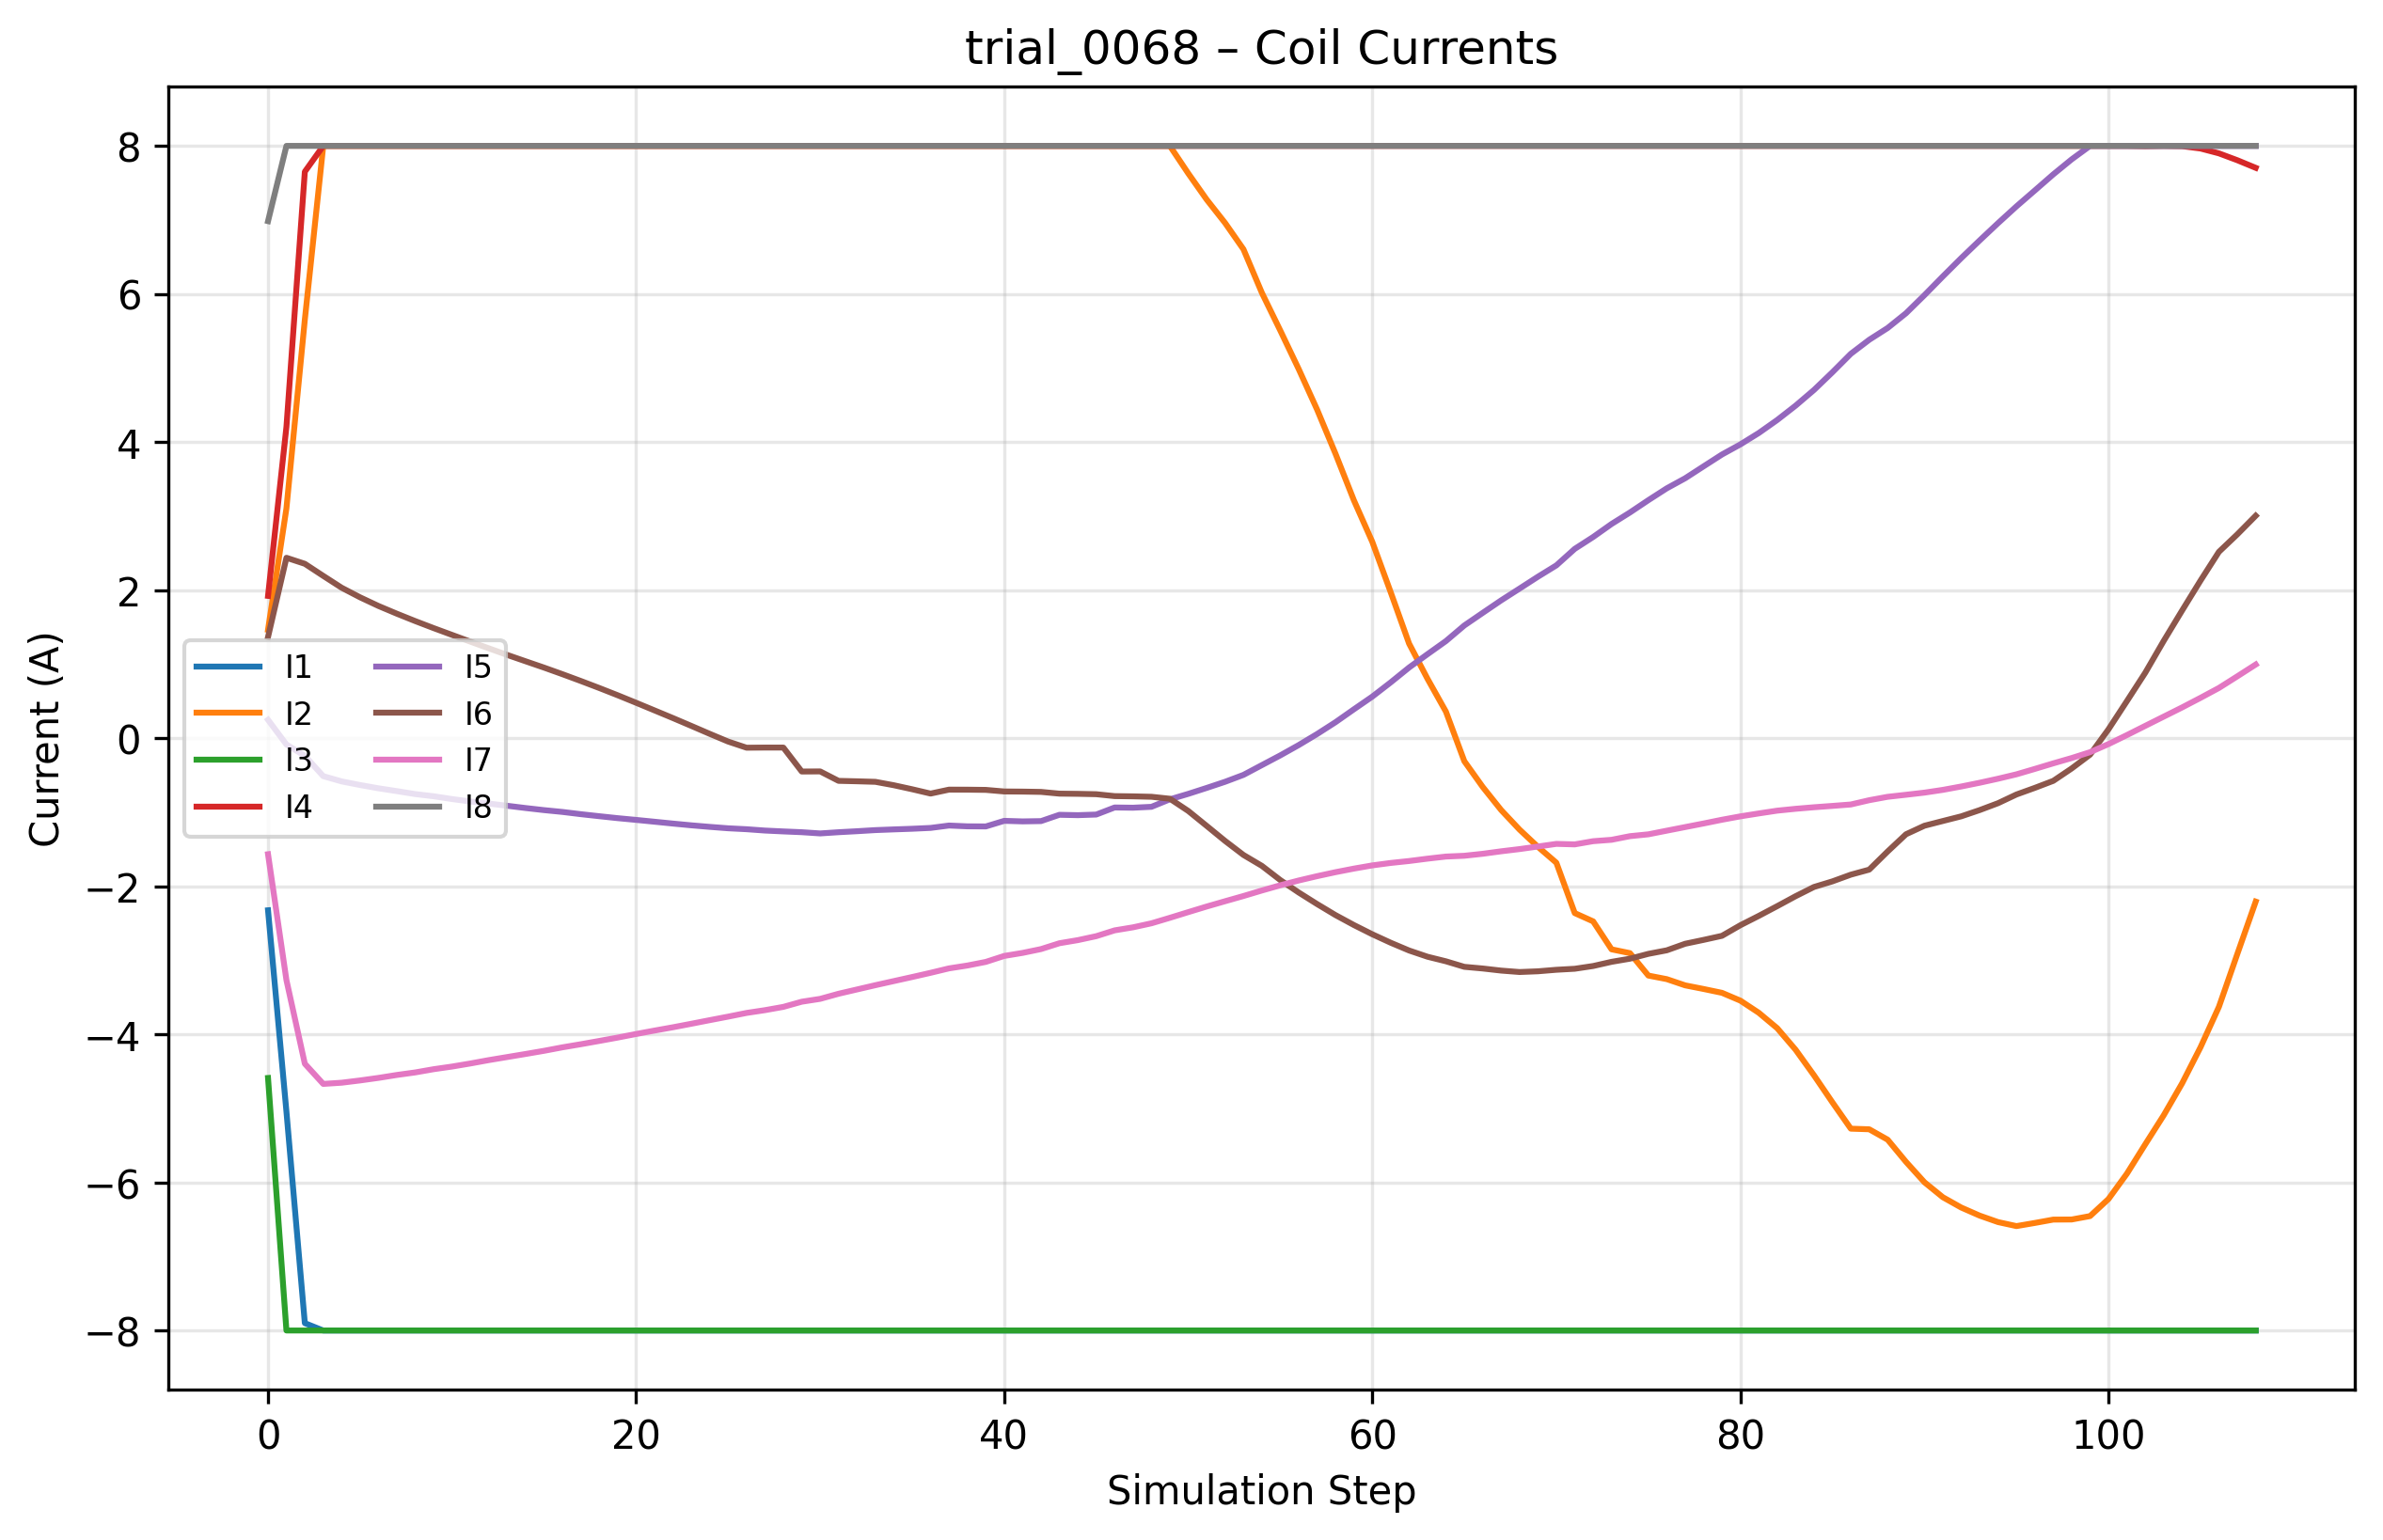 trial_0068 – Coil Currents
Current (A)
8
6
4
2
0
−2
−4
−6
−8
I1
I2
I3
I4
I5
I6
I7
I8
0 20 40 60 80 100
Simulation Step